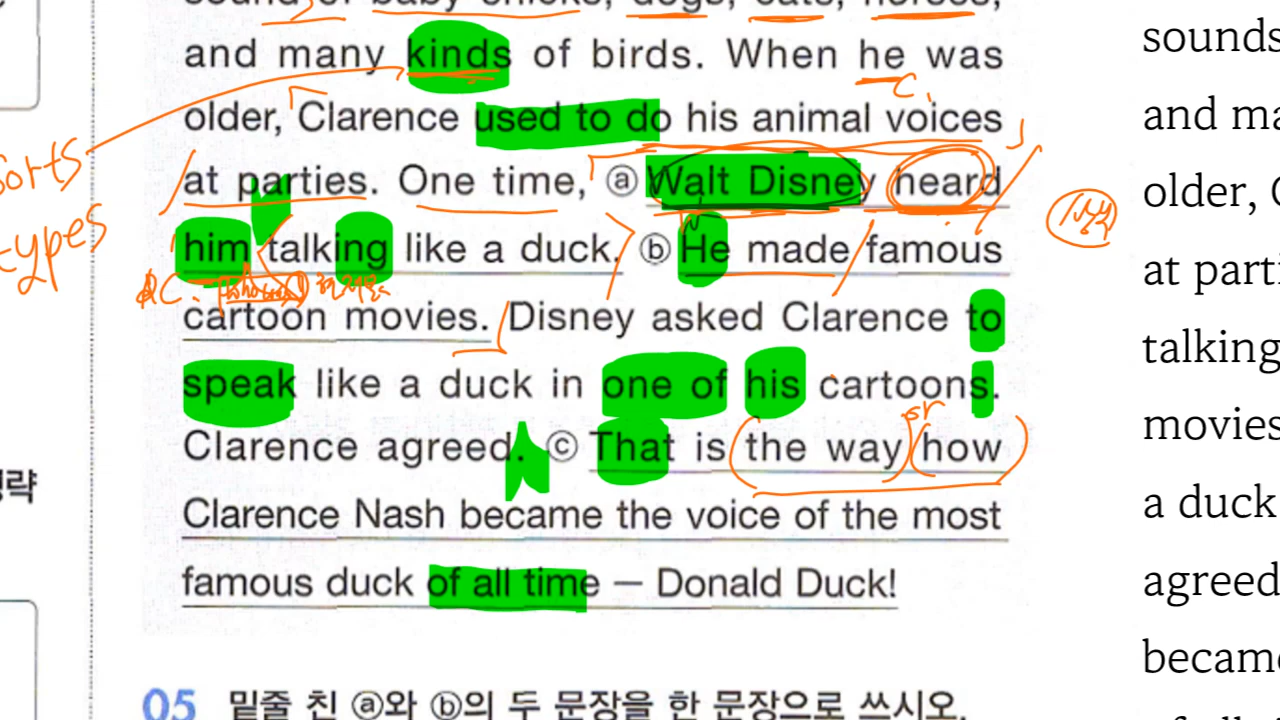 sound of baby chicks, dogs, cats, horses,
and many kinds of birds. When he was
C.
older, Clarence used to do his animal voices
sorts
at parties. One time, ⓐ Walt Disney heard
types
him talking like a duck. ⓑ He made famous
cartoon movies. Disney asked Clarence to
speak like a duck in one of his cartoons.
or
Clarence agreed. ⓒ That is the way how
Clarence Nash became the voice of the most
famous duck of all time — Donald Duck!
05 밑줄 친 ⓐ와 ⓑ의 두 문장을 한 문장으로 쓰시오.
략
sounds
and ma
older, C
at parti
talking
movies
a duck
agreed
became